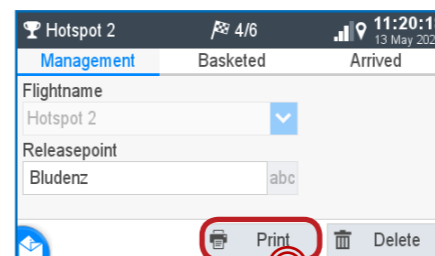 Hotspot 2 4/6 11:20:1
13 May 202
Management Basketed Arrived
Flightname
Hotspot 2
Releasepoint
Bludenz abc
Print Delete